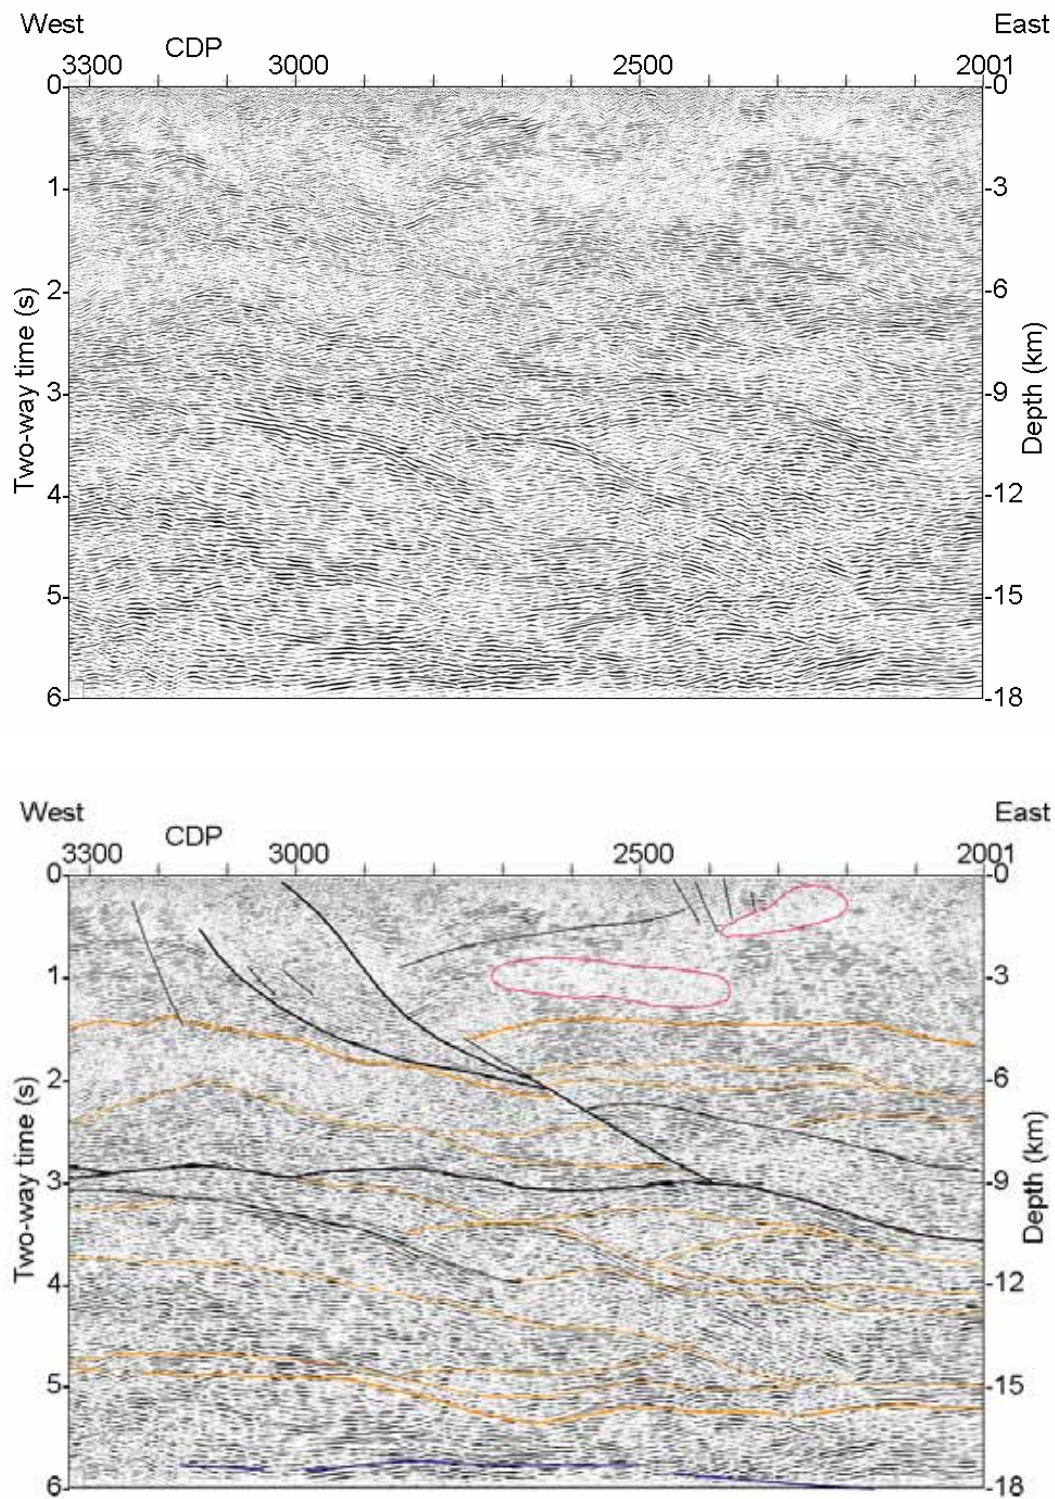 West East
CDP
3300 3000 2500 2001
0 -0
1 -3
2 -6
3 -9
4 -12
5 -15
6 -18
Two-way time (s)
Depth (km)
West East
CDP
3300 3000 2500 2001
0 -0
1 -3
2 -6
3 -9
4 -12
5 -15
6 -18
Two-way time (s)
Depth (km)